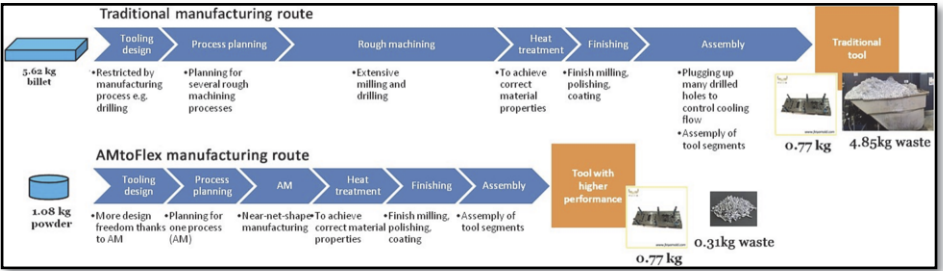 Traditional manufacturing route
Tooling design
Process planning
Rough machining
Heat treatment
Finishing
Assembly
Traditional tool
5.62 kg
billet
•Restricted by
manufacturing
process e.g.
drilling
•Planning for
several rough
machining
processes
•Extensive
milling and
drilling
•To achieve
correct
material
properties
•Finish milling,
polishing,
coating
•Plugging up
many drilled
holes to
control cooling
flow
•Assemply of
tool segments
0.77 kg
4.85kg waste
AMtoFlex manufacturing route
Tooling design
Process planning
AM
Heat treatment
Finishing
Assembly
Tool with higher performance
1.08 kg
powder
•More design
freedom thanks
to AM
•Planning for
one process
(AM)
•Near-net-shape
manufacturing
•To achieve
correct material
properties
•Finish milling,
polishing,
coating
•Assemply of
tool segments
0.77 kg
0.31kg waste